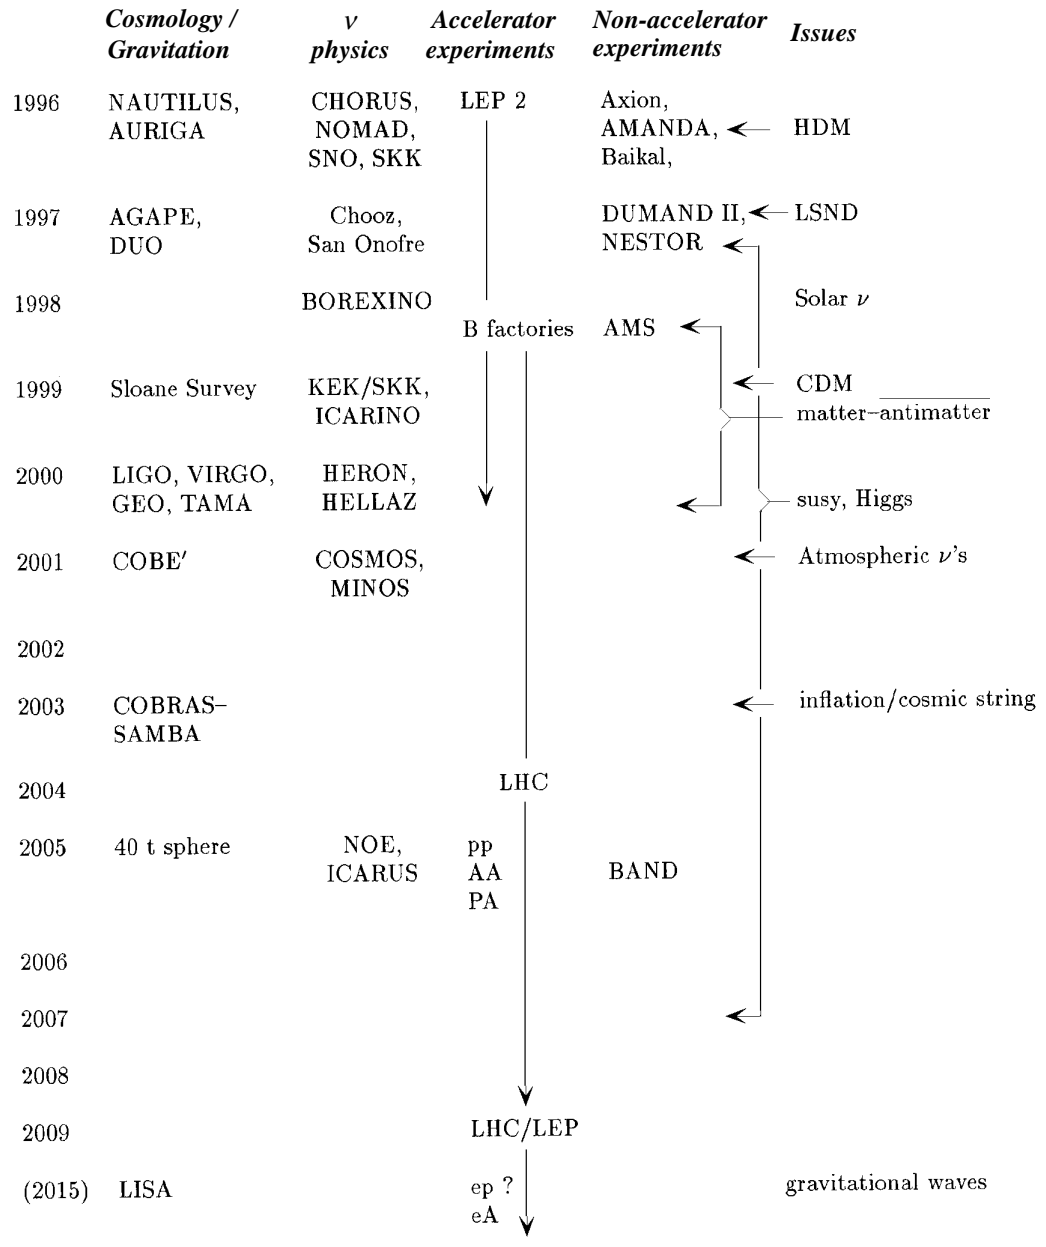 Cosmology / ν Accelerator Non-accelerator Issues
Gravitation physics experiments experiments
1996 NAUTILUS, CHORUS, LEP 2 Axion,
AURIGA NOMAD, AMANDA, HDM
SNO, SKK Baikal,
1997 AGAPE, Chooz, DUMAND II, LSND
DUO San Onofre NESTOR
1998 BOREXINO Solar ν
B factories AMS
1999 Sloane Survey KEK/SKK, CDM
ICARINO matter–antimatter
2000 LIGO, VIRGO, HERON,
GEO, TAMA HELLAZ susy, Higgs
2001 COBE′ COSMOS, Atmospheric ν's
MINOS
2002
2003 COBRAS– inflation/cosmic string
SAMBA
2004 LHC
2005 40 t sphere NOE, pp
ICARUS AA BAND
PA
2006
2007
2008
2009 LHC/LEP
(2015) LISA ep ? gravitational waves
eA